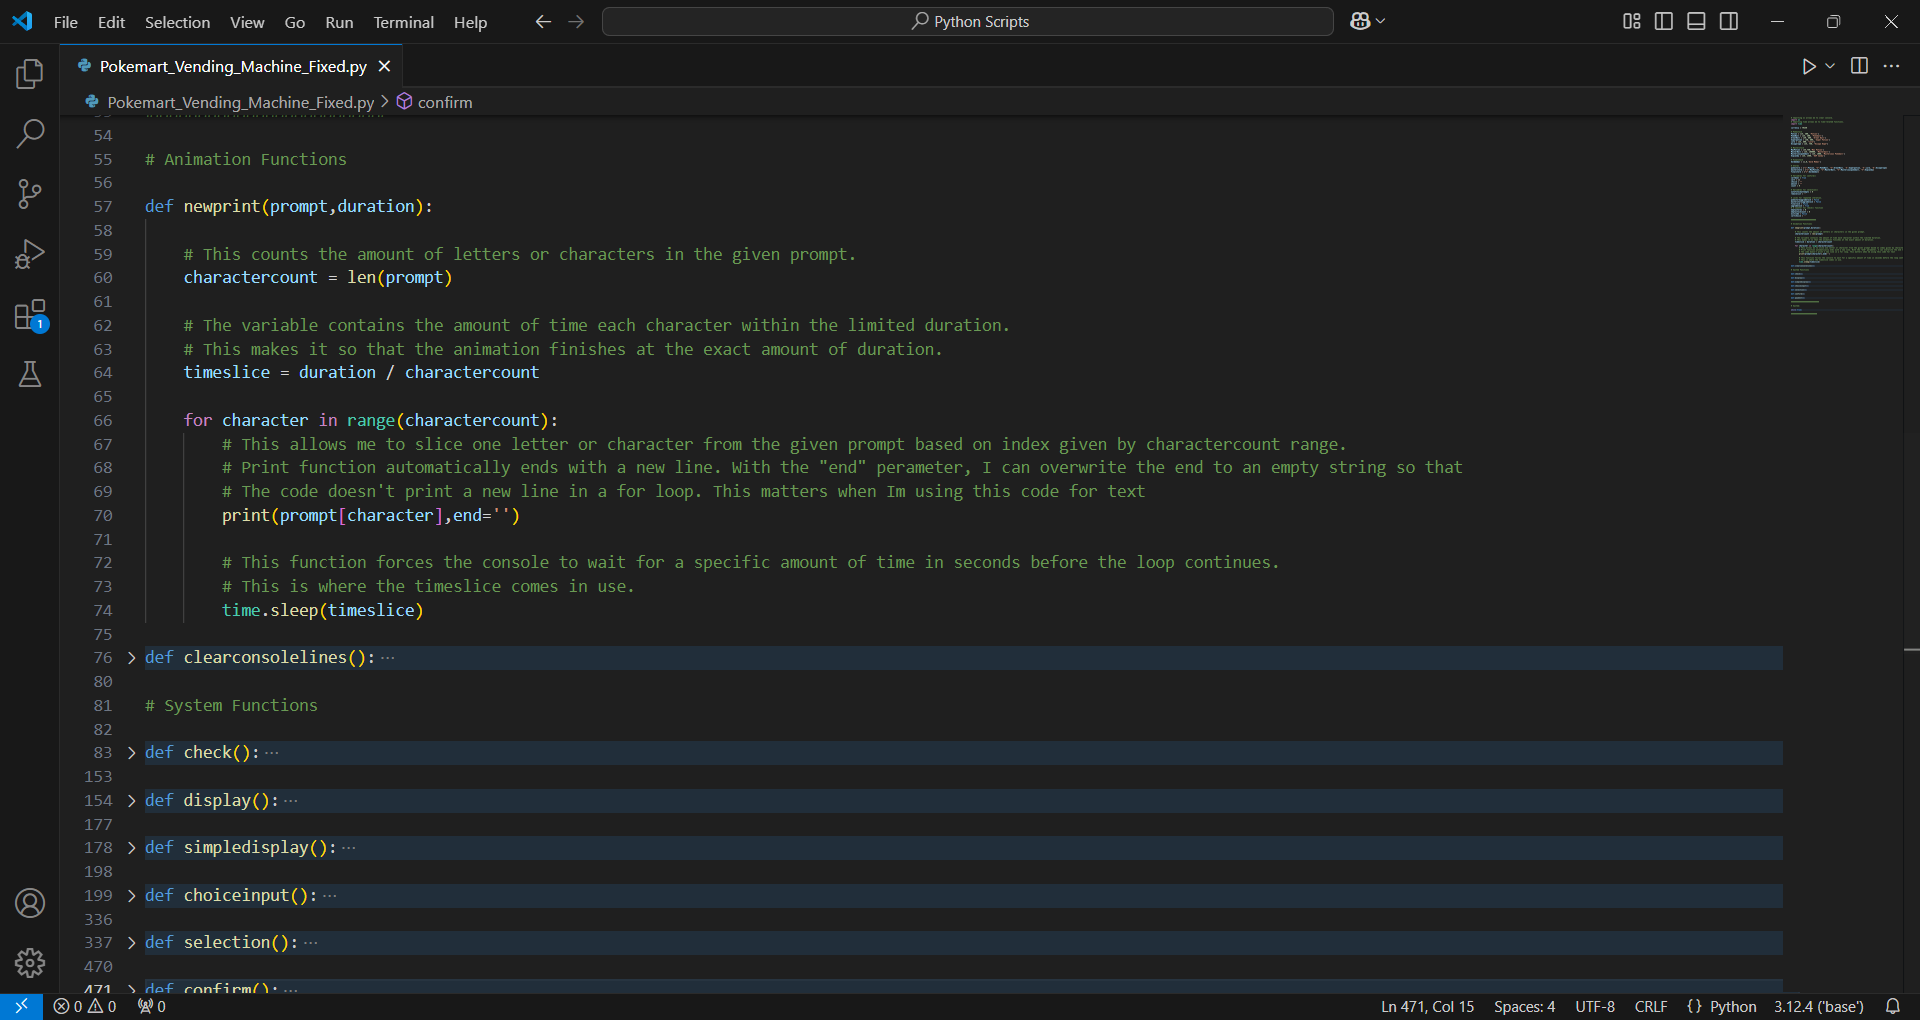 File Edit Selection View Go Run Terminal Help Python Scripts
Pokemart_Vending_Machine_Fixed.py
Pokemart_Vending_Machine_Fixed.py > confirm
54
55 # Animation Functions
56
57 def newprint(prompt,duration):
58
59 # This counts the amount of letters or characters in the given prompt.
60 charactercount = len(prompt)
61
62 # The variable contains the amount of time each character within the limited duration.
63 # This makes it so that the animation finishes at the exact amount of duration.
64 timeslice = duration / charactercount
65
66 for character in range(charactercount):
67 # This allows me to slice one letter or character from the given prompt based on index given by charactercount range.
68 # Print function automatically ends with a new line. With the "end" perameter, I can overwrite the end to an empty string so that
69 # The code doesn't print a new line in a for loop. This matters when Im using this code for text
70 print(prompt[character],end='')
71
72 # This function forces the console to wait for a specific amount of time in seconds before the loop continues.
73 # This is where the timeslice comes in use.
74 time.sleep(timeslice)
75
76 > def clearconsolelines(): ···
80
81 # System Functions
82
83 > def check(): ···
153
154 > def display(): ···
177
178 > def simpledisplay(): ···
198
199 > def choiceinput(): ···
336
337 > def selection(): ···
470
471 > def confirm(): ···
1
0 0 0 Ln 471, Col 15 Spaces: 4 UTF-8 CRLF {} Python 3.12.4 ('base')